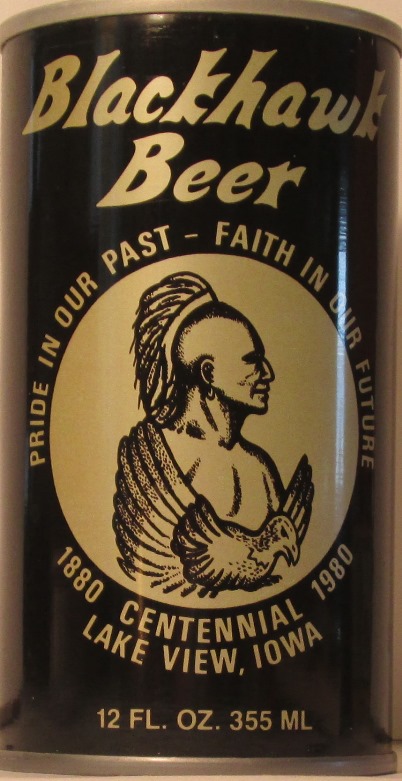 Blackhawk
Beer
PRIDE IN OUR PAST - FAITH IN OUR FUTURE
1880 CENTENNIAL 1980
LAKE VIEW, IOWA
12 FL. OZ. 355 ML